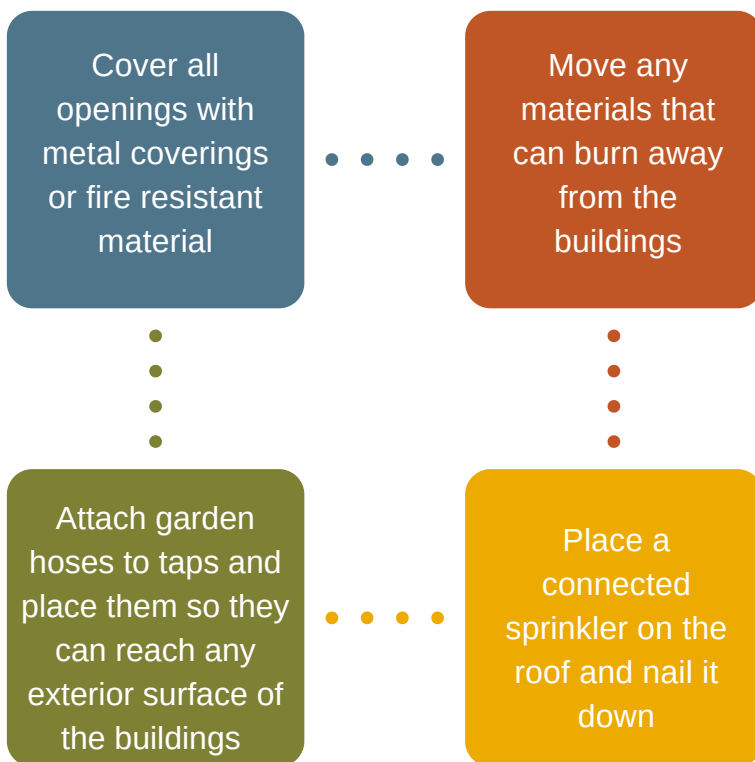 Cover all
openings with
metal coverings
or fire resistant
material
Move any
materials that
can burn away
from the
buildings
Attach garden
hoses to taps and
place them so they
can reach any
exterior surface of
the buildings
Place a
connected
sprinkler on the
roof and nail it
down